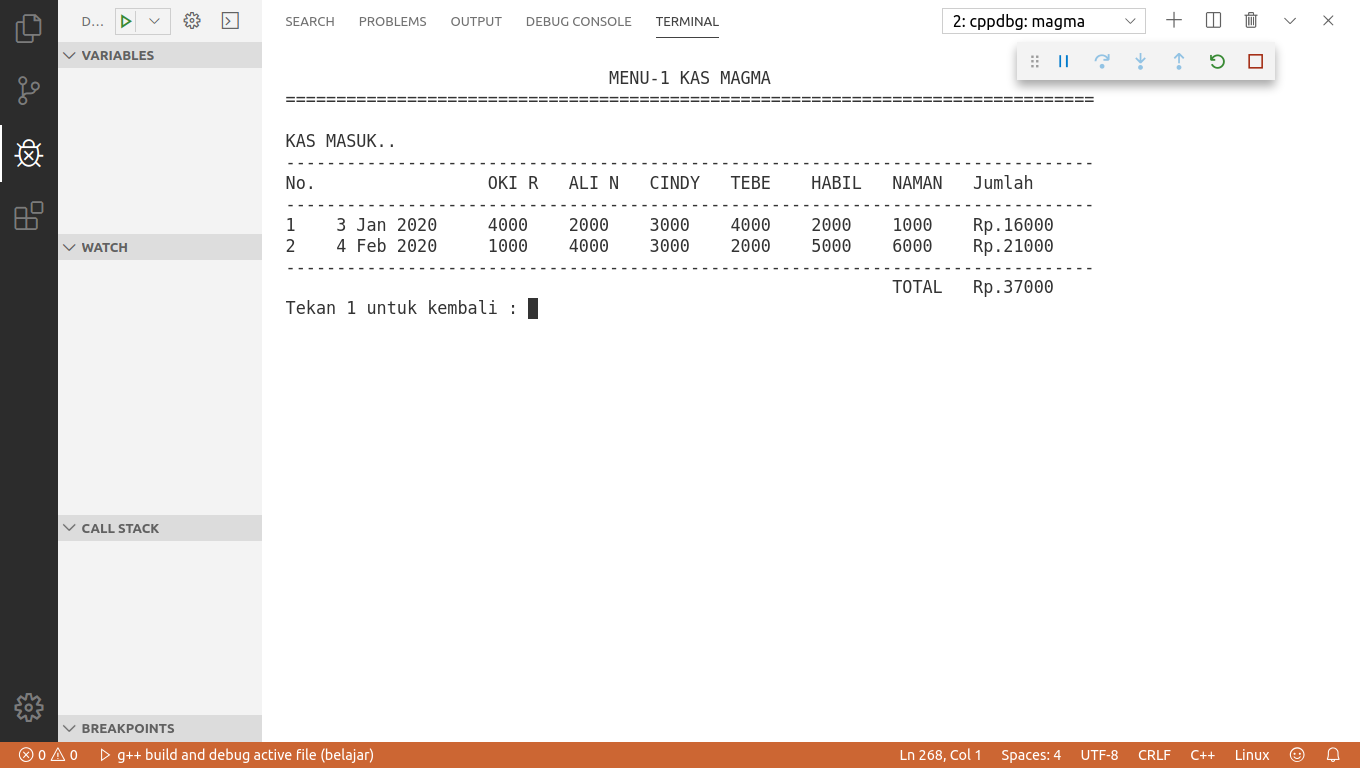 D... SEARCH PROBLEMS OUTPUT DEBUG CONSOLE TERMINAL 2: cppdbg: magma
VARIABLES
WATCH
CALL STACK
BREAKPOINTS
MENU-1 KAS MAGMA
================================================================================
KAS MASUK..
--------------------------------------------------------------------------------
No. OKI R ALI N CINDY TEBE HABIL NAMAN Jumlah
--------------------------------------------------------------------------------
1 3 Jan 2020 4000 2000 3000 4000 2000 1000 Rp.16000
2 4 Feb 2020 1000 4000 3000 2000 5000 6000 Rp.21000
--------------------------------------------------------------------------------
TOTAL Rp.37000
Tekan 1 untuk kembali :
0 0 g++ build and debug active file (belajar) Ln 268, Col 1 Spaces: 4 UTF-8 CRLF C++ Linux